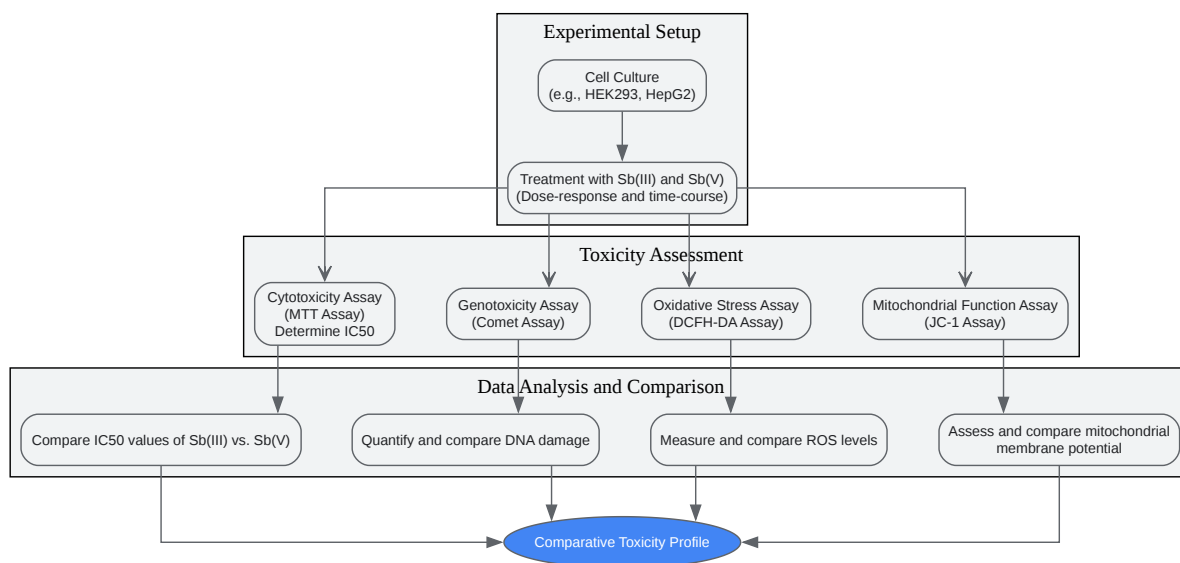 Experimental Setup
Cell Culture
(e.g., HEK293, HepG2)
Treatment with Sb(III) and Sb(V)
(Dose-response and time-course)
Toxicity Assessment
Cytotoxicity Assay
(MTT Assay)
Determine IC50
Genotoxicity Assay
(Comet Assay)
Oxidative Stress Assay
(DCFH-DA Assay)
Mitochondrial Function Assay
(JC-1 Assay)
Data Analysis and Comparison
Compare IC50 values of Sb(III) vs. Sb(V)
Quantify and compare DNA damage
Measure and compare ROS levels
Assess and compare mitochondrial
membrane potential
Comparative Toxicity Profile